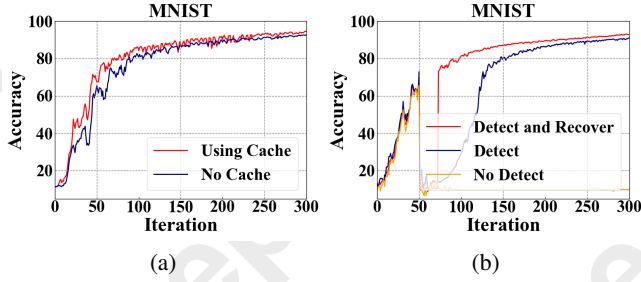 MNIST
100
80
60
40
20
Accuracy
Using Cache
No Cache
0 50 100 150 200 250 300
Iteration
(a)
MNIST
100
80
60
40
20
Accuracy
Detect and Recover
Detect
No Detect
0 50 100 150 200 250 300
Iteration
(b)